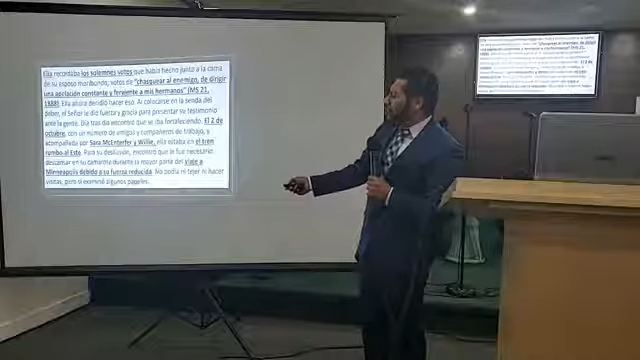 Ella recordaba los solemnes votos que había hecho junto a la cama
de su esposo moribundo, votos de "chasquear al enemigo, de dirigir
una apelación constante y ferviente a mis hermanos" (MS 21,
1888). Ella ahora decidió hacer eso. Al colocarse en la senda del
deber, el Señor le dio fuerza y gracia para presentar su testimonio
ante la gente. Día tras día encontró que se iba fortaleciendo. El 2 de
octubre, con un número de amigos y compañeros de trabajo, y
acompañada por Sara McEnterfer y Willie, ella estaba en el tren
rumbo al Este. Para su desilusión, encontró que le fue necesario
descansar en su camarote durante la mayor parte del viaje a
Minneapolis debido a su fuerza reducida. No podía ni tejer ni hacer
visitas, pero sí examinó algunos papeles.